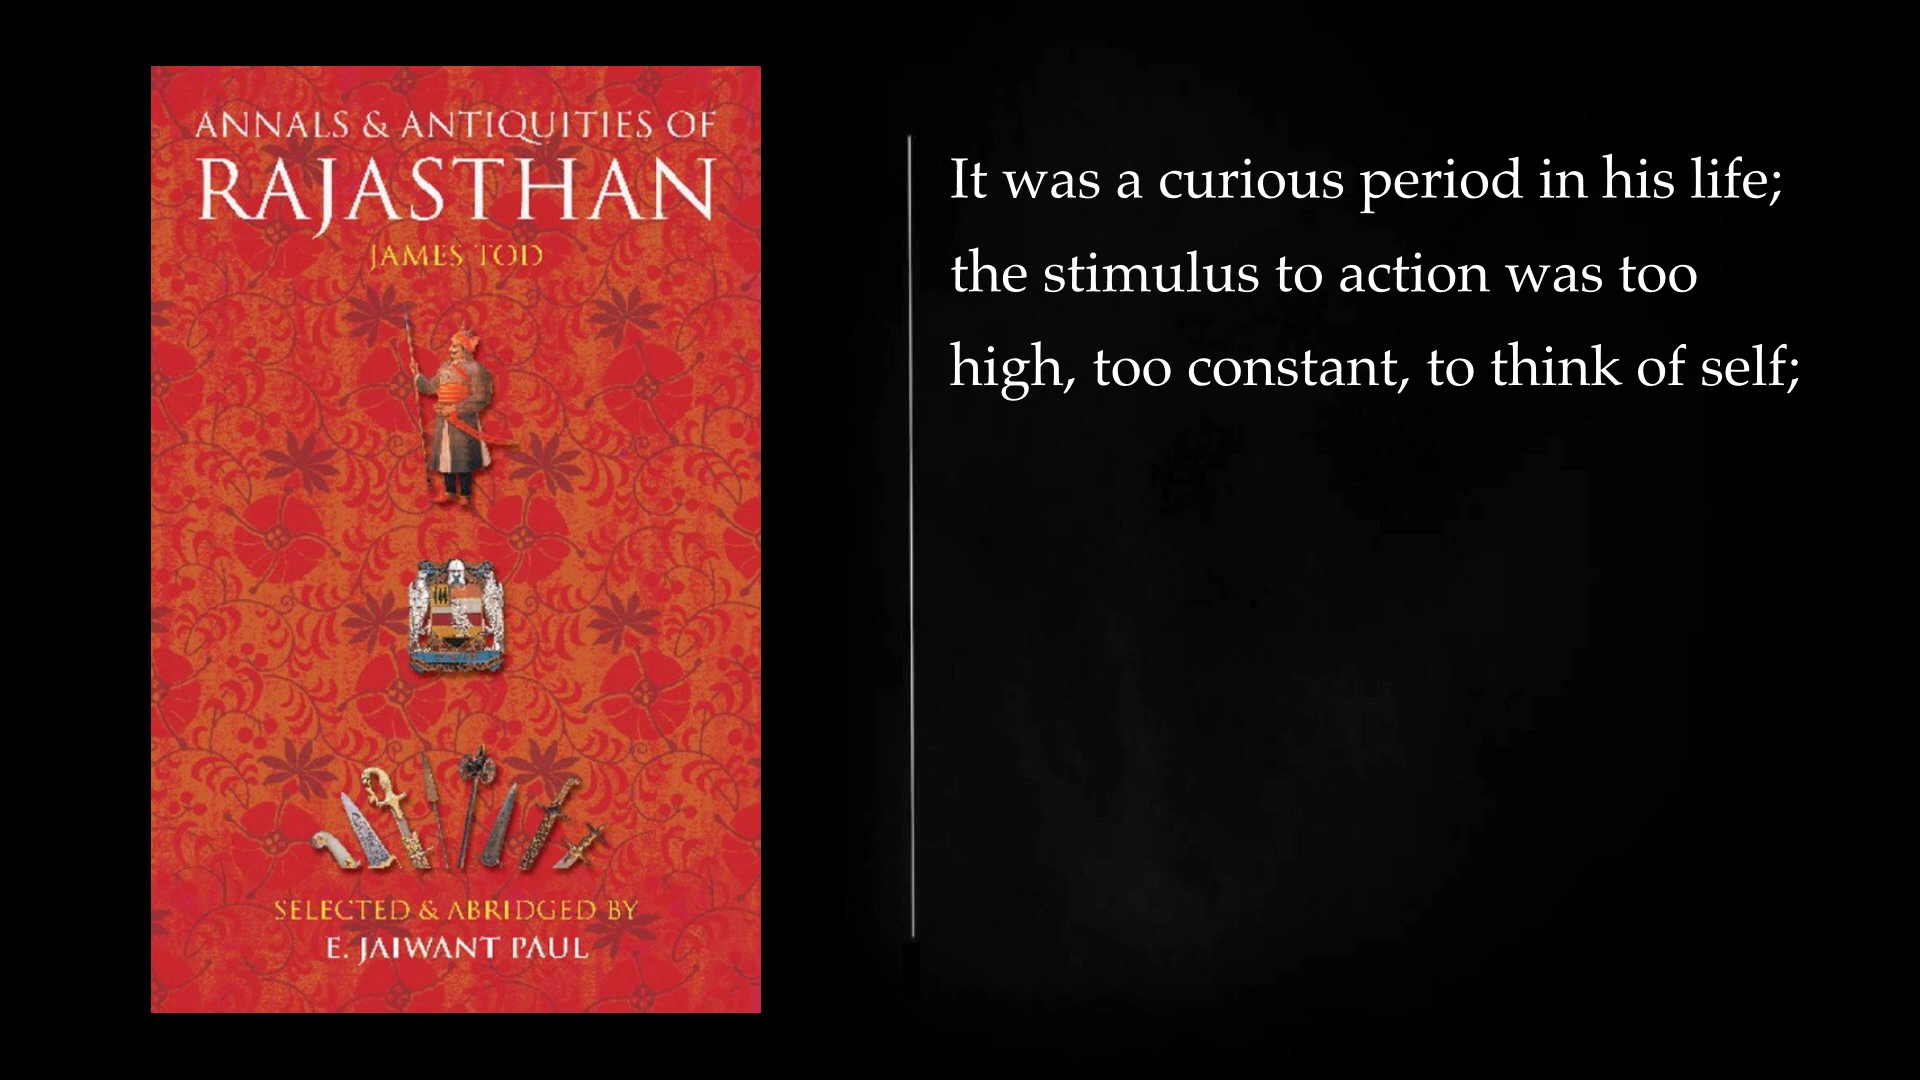 ANNALS & ANTIQUITIES OF
RAJASTHAN
JAMES TOD
SELECTED & ABRIDGED BY
E. JAIWANT PAUL
It was a curious period in his life;
the stimulus to action was too
high, too constant, to think of self;